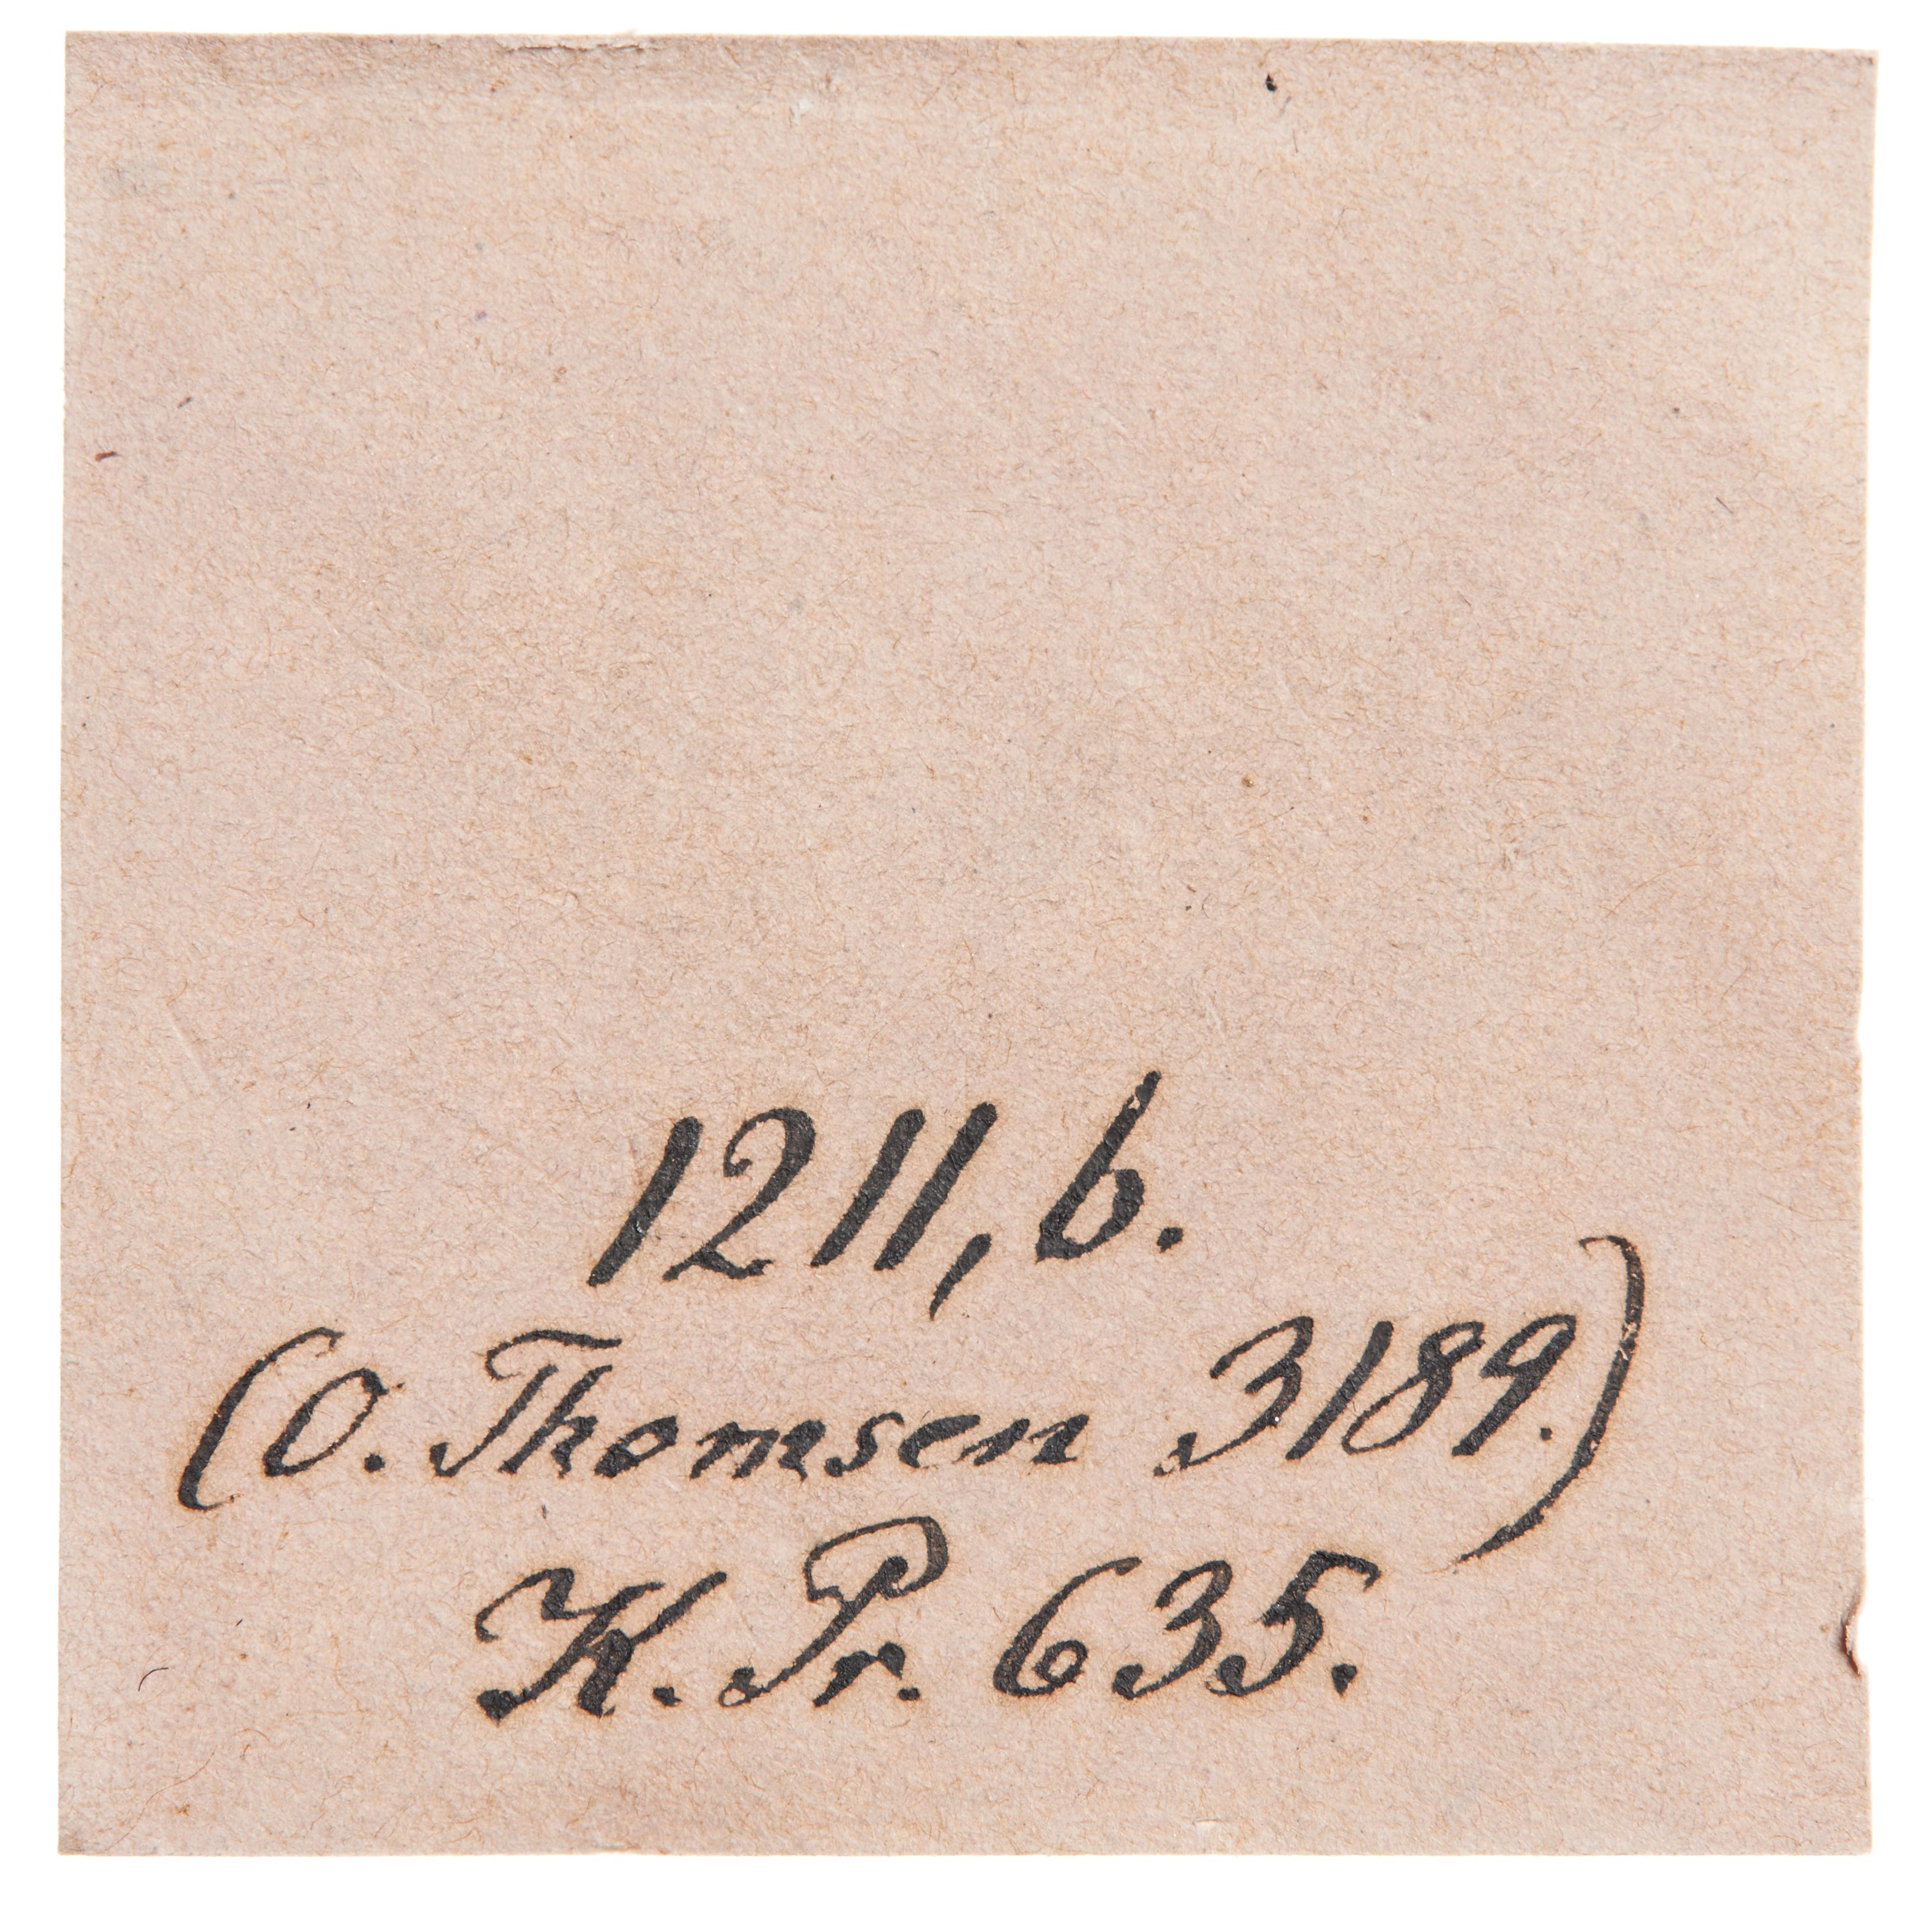 1211, b.
(O. Thomsen 3189.)
K. Pr. 635.